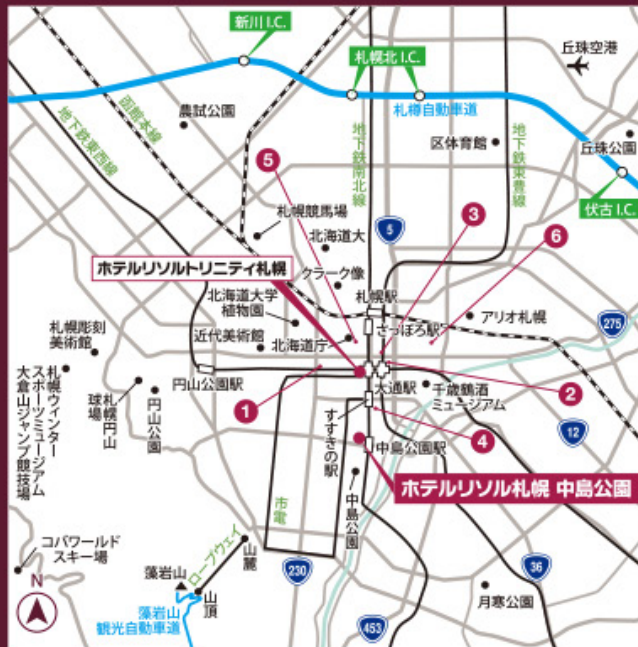 新川 I.C.
札幌北 I.C.
丘珠空港
農試公園
函館本線
地下鉄東西線
札樽自動車道
地下鉄南北線
区体育館
地下鉄東豊線
丘珠公園
伏古 I.C.
5
札幌競馬場
3
6
北海道大
5
ホテルリソルトリニティ札幌
クラーク像
札幌駅
北海道大学
植物園
さっぽろ駅
アリオ札幌
275
札幌彫刻
美術館
近代美術館
北海道庁
円山公園駅
大通駅
2
千歳鶴酒
ミュージアム
1
札幌ウィンター
スポーツミュージアム
大倉山ジャンプ競技場
札幌円山
球場
円山公園
すすきの駅
4
12
中島公園駅
ホテルリソル札幌 中島公園
市電
中島公園
コバワールド
スキー場
ロープウェイ
山麓
230
36
N
藻岩山
山頂
月寒公園
藻岩山
観光自動車道
453